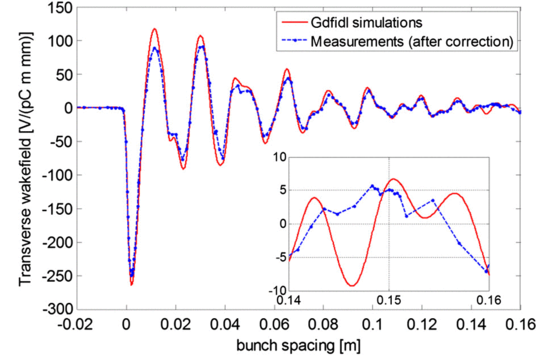 150
100
50
0
-50
-100
-150
-200
-250
-300
Transverse wakefield [V/(pC m mm)]
Gdfidl simulations
Measurements (after correction)
10
5
0
-5
-10
0.14 0.15 0.16
-0.02 0 0.02 0.04 0.06 0.08 0.1 0.12 0.14 0.16
bunch spacing [m]